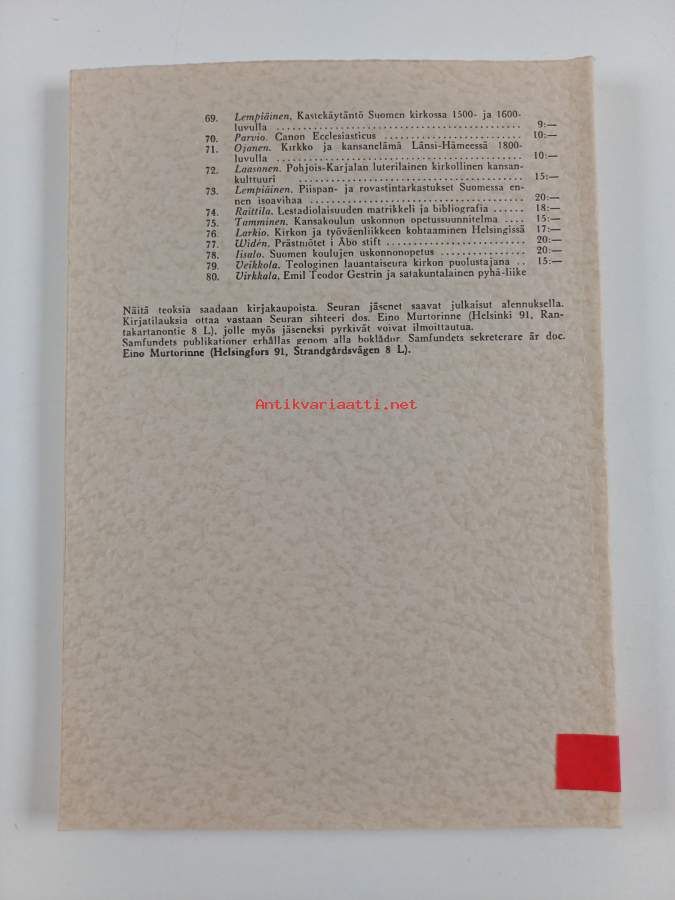 69. Lempiäinen, Kastekäytäntö Suomen kirkossa 1500- ja 1600-
luvulla ........................................ 9:—
70. Parvio. Canon Ecclesiasticus ........................ 10:—
71. Ojanen. Kirkko ja kansanelämä Länsi-Hämeessä 1800-
luvulla ........................................ 10:—
72. Laasonen. Pohjois-Karjalan luterilainen kirkollinen kansan-
kulttuuri .................................... 15:—
73. Lempiäinen. Piispan- ja rovastintarkastukset Suomessa en-
nen isoavihaa ................................... 20:—
74. Raittila. Lestadiolaisuuden matrikkeli ja bibliografia ...... 18:—
75. Tamminen. Kansakoulun uskonnon opetussuunnitelma .... 15:—
76. Larkio. Kirkon ja työväenliikkeen kohtaaminen Helsingissä 17:—
77. Widén. Prästmötet i Åbo stift ....................... 20:—
78. Iisalo. Suomen koulujen uskonnonopetus .............. 20:—
79. Veikkola. Teologinen lauantaiseura kirkon puolustajana .. 15:—
80. Virkkala, Emil Teodor Gestrin ja satakuntalainen pyhä-liike
Näitä teoksia saadaan kirjakaupoista. Seuran jäsenet saavat julkaisut alennuksella.
Kirjatilauksia ottaa vastaan Seuran sihteeri dos. Eino Murtorinne (Helsinki 91, Ran-
takartanontie 8 L), jolle myös jäseneksi pyrkivät voivat ilmoittautua.
Samfundets publikationer erhållas genom alla boklådor. Samfundets sekreterare är doc.
Eino Murtorinne (Helsingfors 91, Strandgårdsvägen 8 L).
Antikvariaatti.net